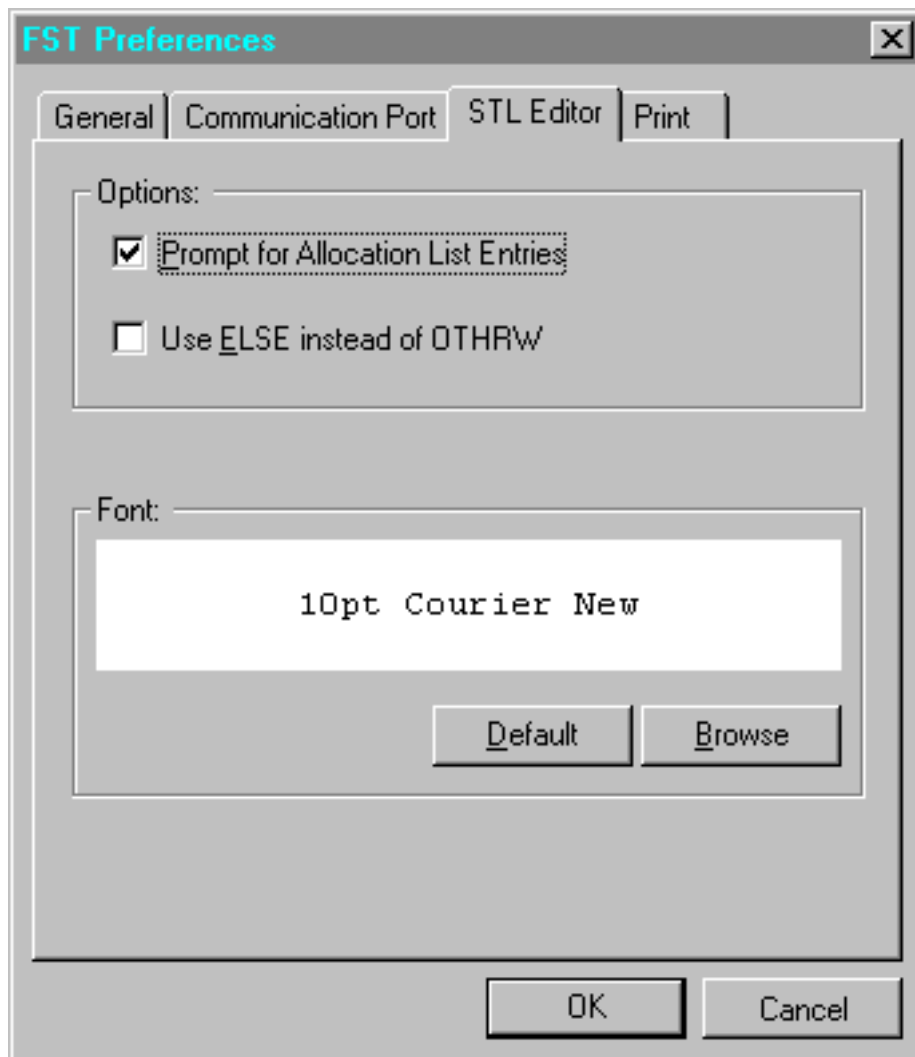 FST Preferences
General Communication Port STL Editor Print
Options:
Prompt for Allocation List Entries
Use ELSE instead of OTHRW
Font:
10pt Courier New
Default Browse
OK Cancel